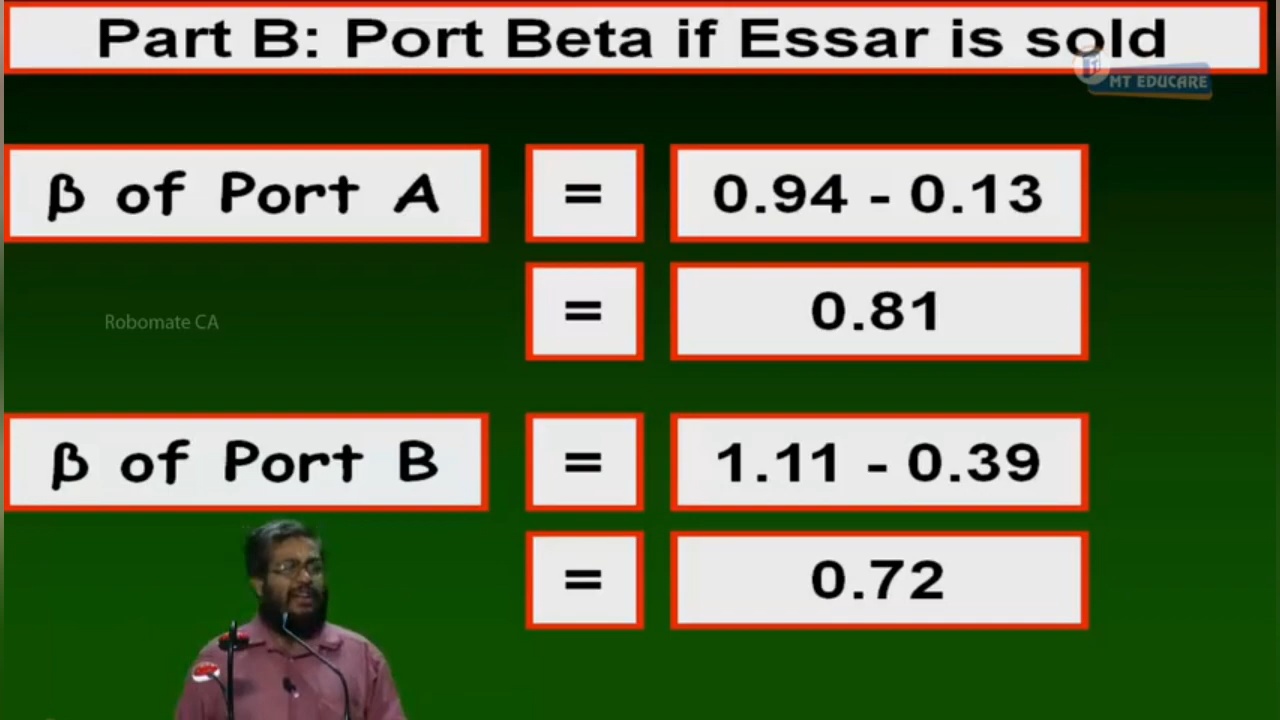 Part B: Port Beta if Essar is sold
MT EDUCARE
β of Port A = 0.94 - 0.13
= 0.81
Robomate CA
β of Port B = 1.11 - 0.39
= 0.72